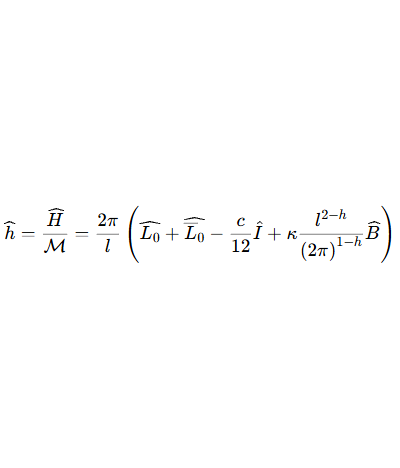 $\widehat{h} = \frac{\widehat{H}}{\mathcal{M}} = \frac{2\pi}{l} \left( \widehat{L_0} + \widehat{\overline{L}_0} - \frac{c}{12} \hat{I} + \kappa \frac{l^{2-h}}{(2\pi)^{1-h}} \widehat{B} \right)$